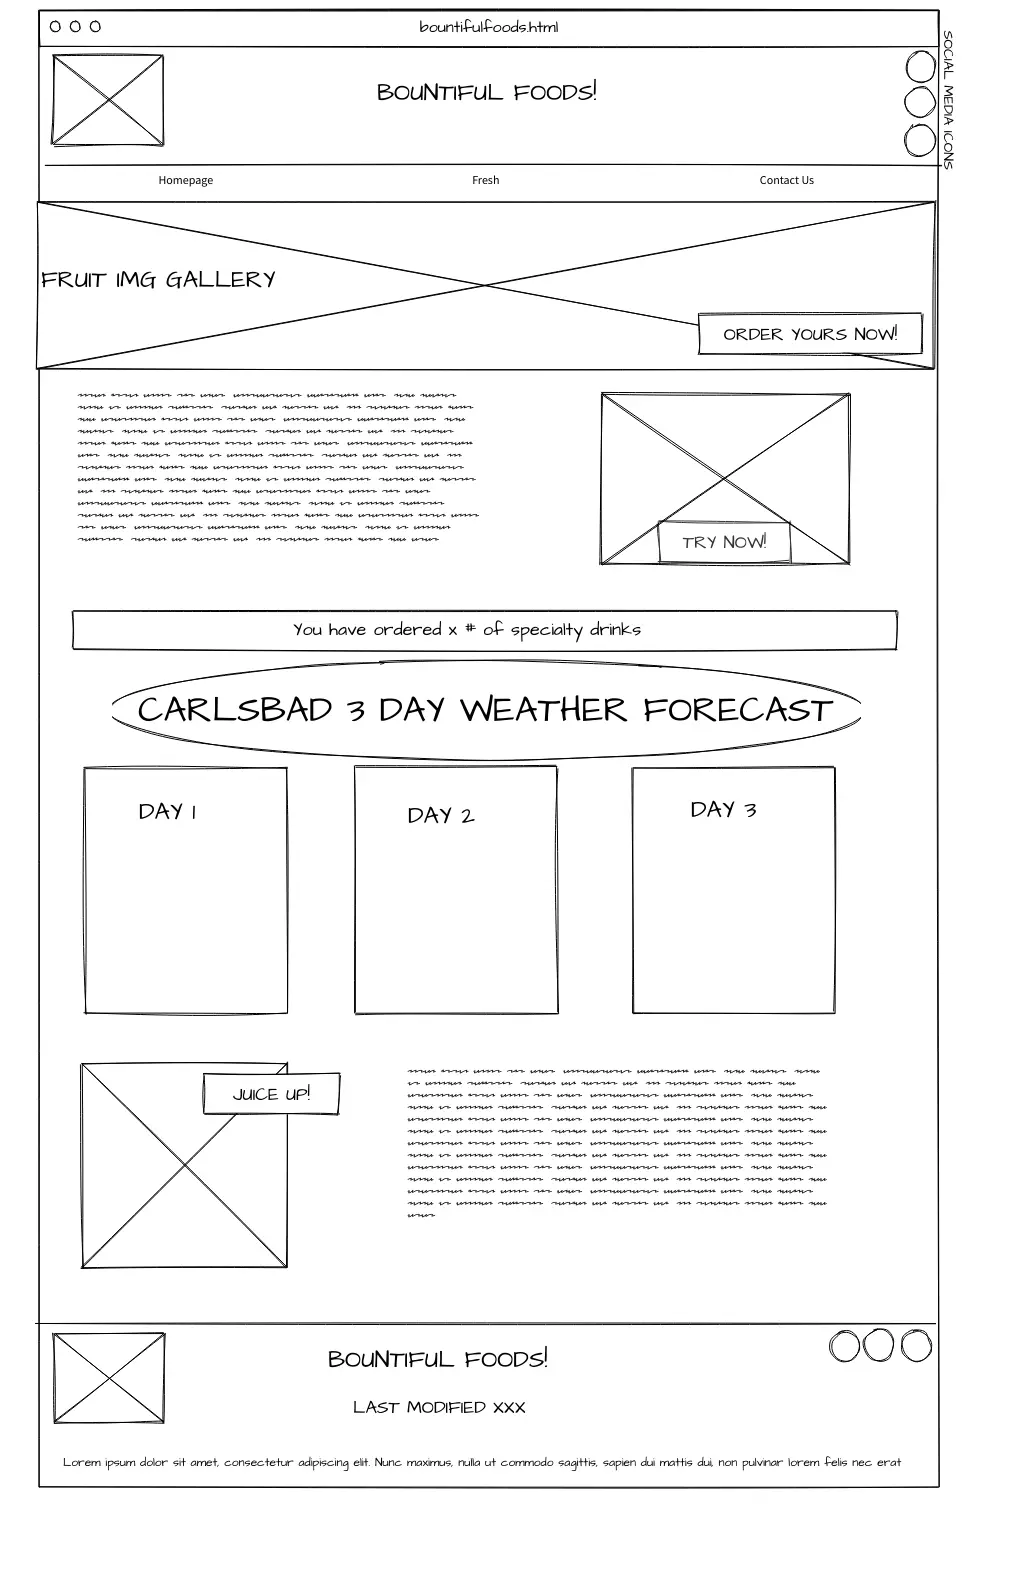 bountifulfoods.html
BOUNTIFUL FOODS!
SOCIAL MEDIA ICONS
Homepage Fresh Contact Us
FRUIT IMG GALLERY
ORDER YOURS NOW!
TRY NOW!
You have ordered x # of specialty drinks
CARLSBAD 3 DAY WEATHER FORECAST
DAY 1 DAY 2 DAY 3
JUICE UP!
BOUNTIFUL FOODS!
LAST MODIFIED XXX
Lorem ipsum dolor sit amet, consectetur adipiscing elit. Nunc maximus, nulla ut commodo sagittis, sapien dui mattis dui, non pulvinar lorem felis nec erat